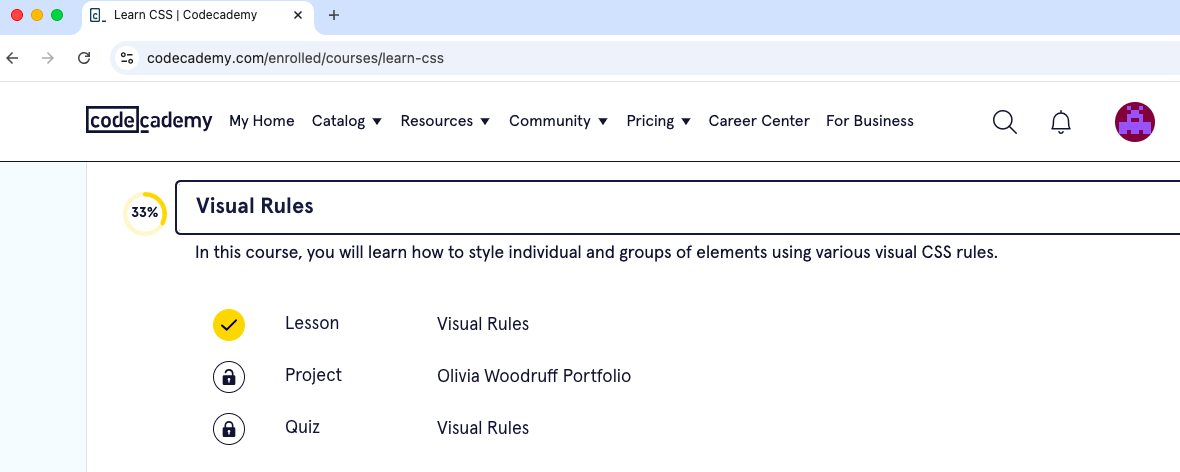 Learn CSS | Codecademy
codecademy.com/enrolled/courses/learn-css
codecademy My Home Catalog Resources Community Pricing Career Center For Business
33% Visual Rules
In this course, you will learn how to style individual and groups of elements using various visual CSS rules.
Lesson Visual Rules
Project Olivia Woodruff Portfolio
Quiz Visual Rules